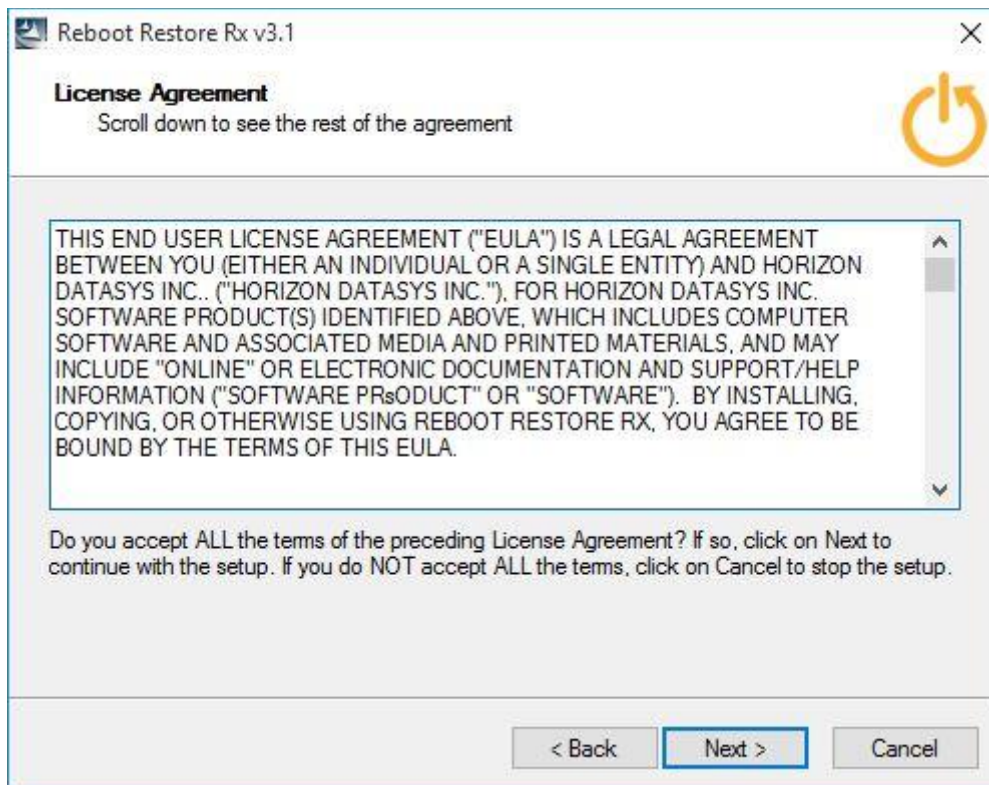 Reboot Restore Rx v3.1
License Agreement
Scroll down to see the rest of the agreement
THIS END USER LICENSE AGREEMENT ("EULA") IS A LEGAL AGREEMENT
BETWEEN YOU (EITHER AN INDIVIDUAL OR A SINGLE ENTITY) AND HORIZON
DATASYS INC.. ("HORIZON DATASYS INC."), FOR HORIZON DATASYS INC.
SOFTWARE PRODUCT(S) IDENTIFIED ABOVE, WHICH INCLUDES COMPUTER
SOFTWARE AND ASSOCIATED MEDIA AND PRINTED MATERIALS, AND MAY
INCLUDE "ONLINE" OR ELECTRONIC DOCUMENTATION AND SUPPORT/HELP
INFORMATION ("SOFTWARE PRsODUCT" OR "SOFTWARE").  BY INSTALLING,
COPYING, OR OTHERWISE USING REBOOT RESTORE RX, YOU AGREE TO BE
BOUND BY THE TERMS OF THIS EULA.
Do you accept ALL the terms of the preceding License Agreement? If so, click on Next to
continue with the setup. If you do NOT accept ALL the terms, click on Cancel to stop the setup.
< Back Next > Cancel